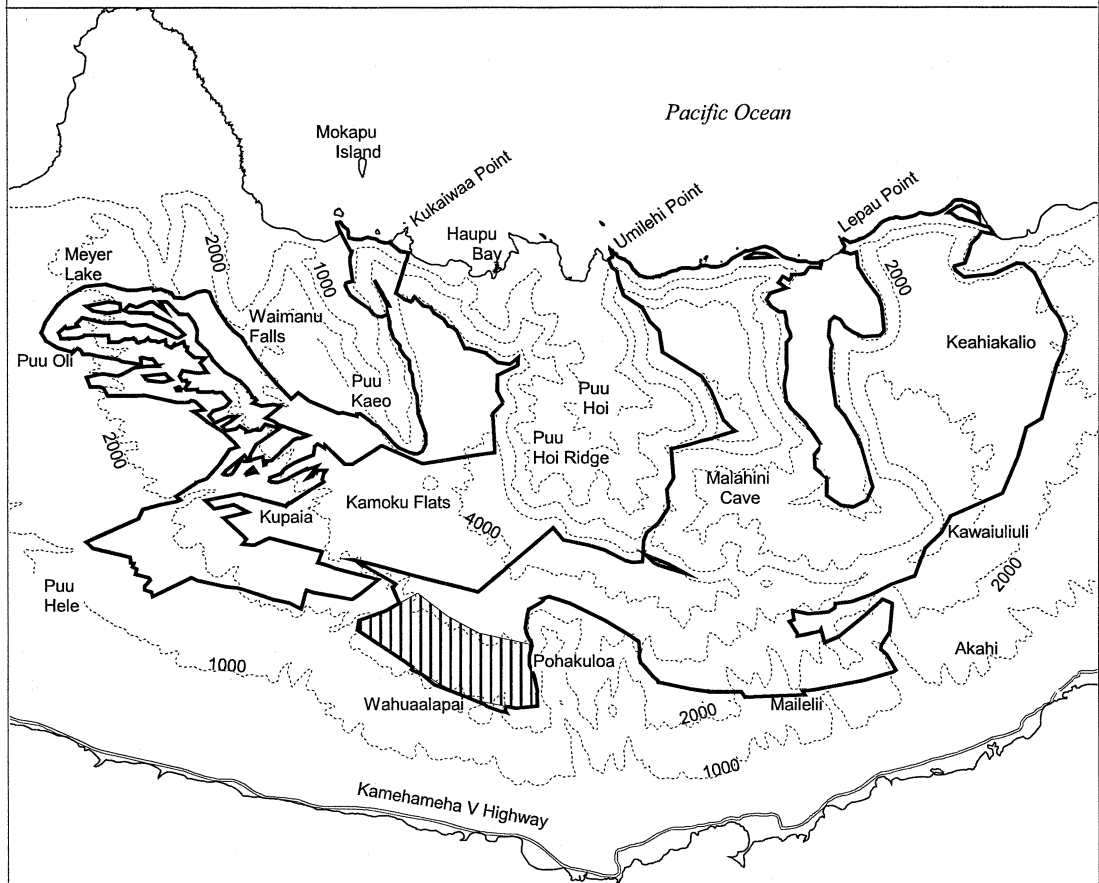 Pacific Ocean
Mokapu
Island
Kukaiwaa Point
Umilehi Point
Lepau Point
Haupu
Bay
Meyer
Lake
2000
1000
2000
Waimanu
Falls
Keahiakalio
Puu Oli
Puu
Kaeo
Puu
Hoi
Puu
Hoi Ridge
2000
Malahini
Cave
Kamoku Flats
Kupaia
4000
Kawaiuliuli
2000
Puu
Hele
1000
Pohakuloa
Akahi
Wahuaalapai
2000
Mailelii
1000
Kamehameha V Highway